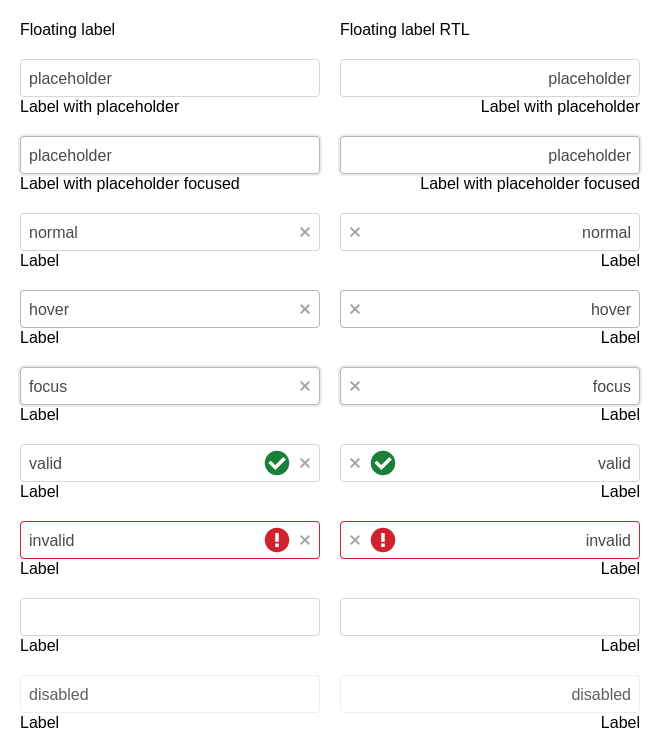 Floating label
Floating label RTL
placeholder
placeholder
Label with placeholder
Label with placeholder
placeholder
placeholder
Label with placeholder focused
Label with placeholder focused
normal
normal
Label
Label
hover
hover
Label
Label
focus
focus
Label
Label
valid
valid
Label
Label
invalid
invalid
Label
Label
Label
Label
disabled
disabled
Label
Label